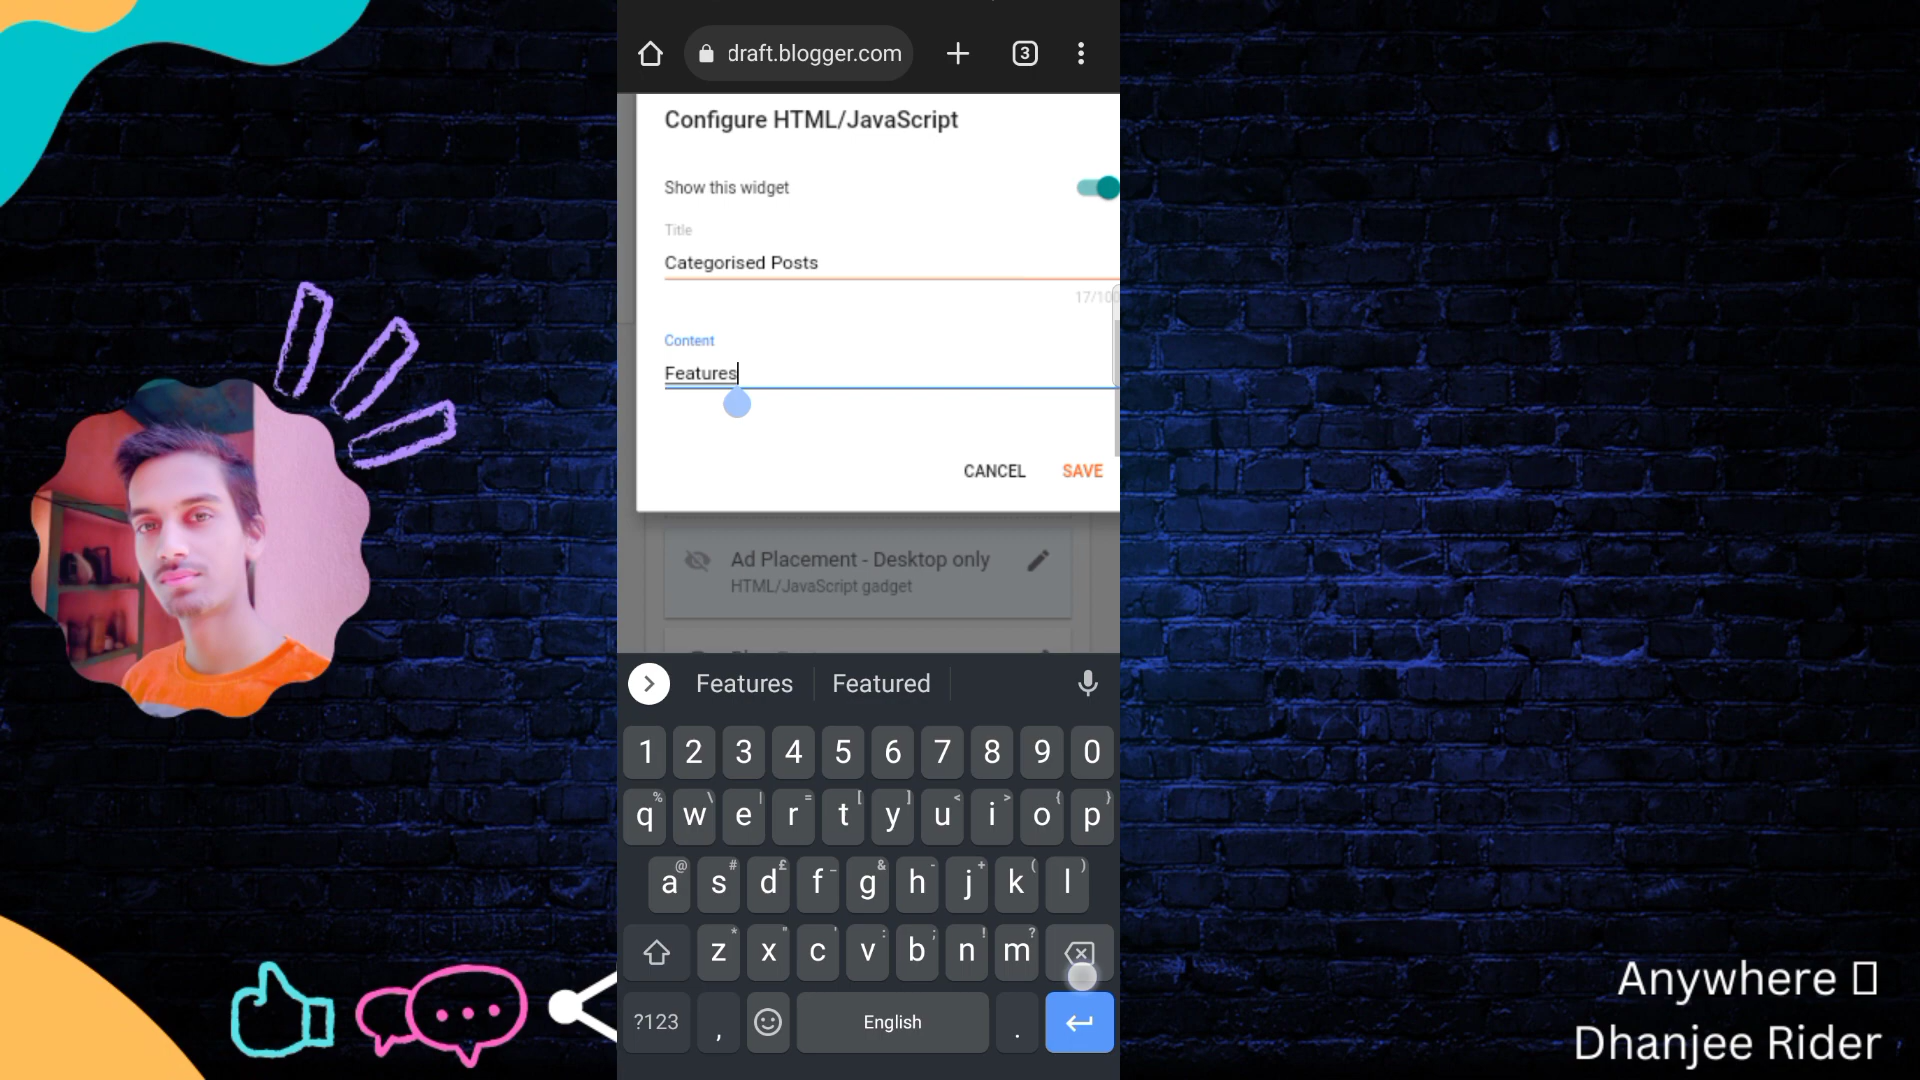 draft.blogger.com
3
Configure HTML/JavaScript
Show this widget
Title
Categorised Posts
17/100
Content
Features
CANCEL SAVE
Ad Placement - Desktop only
HTML/JavaScript gadget
Features Featured
1 2 3 4 5 6 7 8 9 0
% \ | = [ ] < > { }
q w e r t y u i o p
@ # £ _ & - + ( )
a s d f g h j k l
* " ' : ; ! ?
z x c v b n m
?123 , English .
Anywhere
Dhanjee Rider